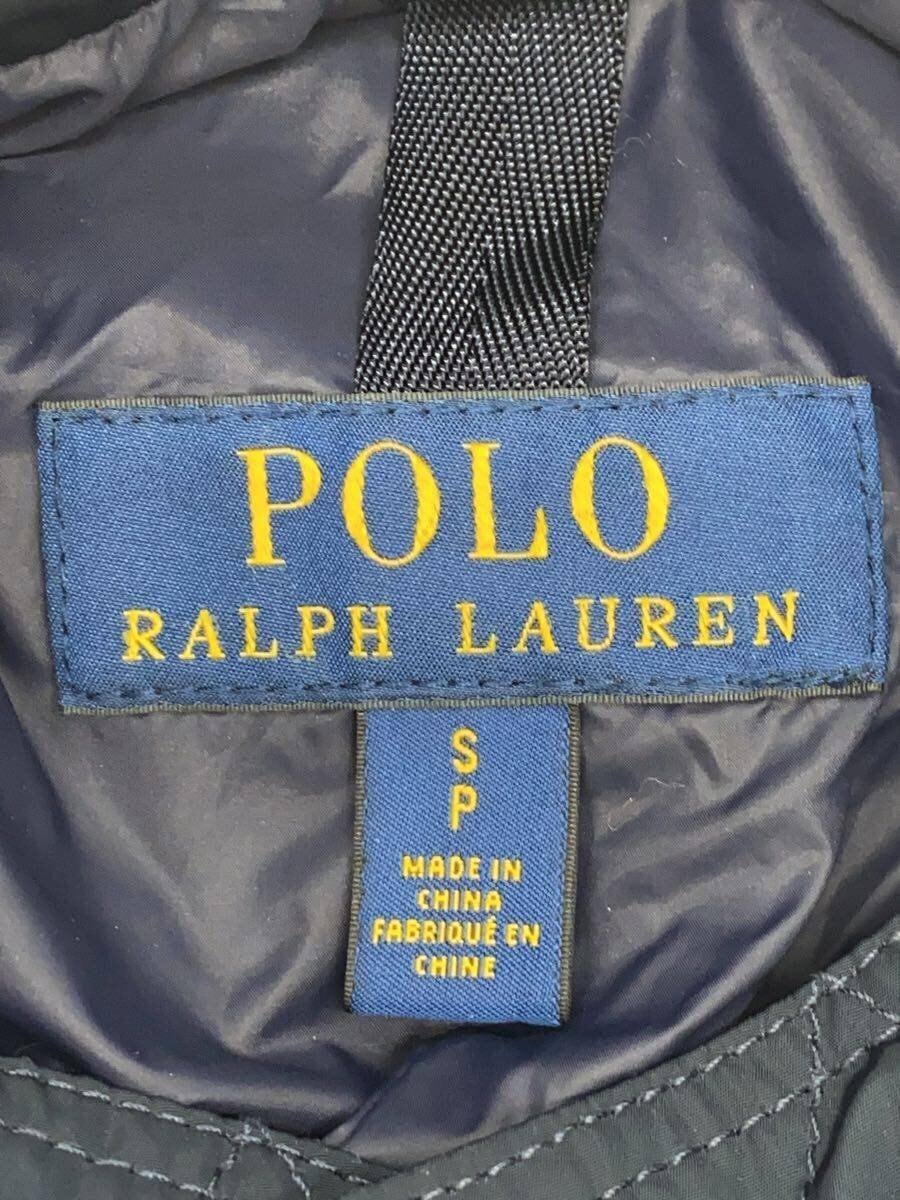 POLO
RALPH LAUREN
S
P
MADE IN
CHINA
FABRIQUÉ EN
CHINE